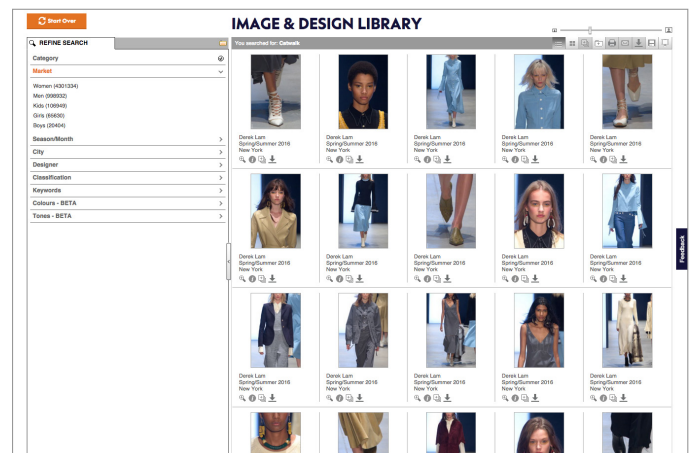 Start Over
IMAGE & DESIGN LIBRARY
REFINE SEARCH
Category
Market
Women (4301334)
Men (998932)
Kids (106949)
Girls (65630)
Boys (20404)
Season/Month
City
Designer
Classification
Keywords
Colours - BETA
Tones - BETA
You searched for: Catwalk
Derek Lam
Spring/Summer 2016
New York
Derek Lam
Spring/Summer 2016
New York
Derek Lam
Spring/Summer 2016
New York
Derek Lam
Spring/Summer 2016
New York
Derek Lam
Spring/Summer 2016
New York
Derek Lam
Spring/Summer 2016
New York
Derek Lam
Spring/Summer 2016
New York
Derek Lam
Spring/Summer 2016
New York
Derek Lam
Spring/Summer 2016
New York
Derek Lam
Spring/Summer 2016
New York
Derek Lam
Spring/Summer 2016
New York
Derek Lam
Spring/Summer 2016
New York
Derek Lam
Spring/Summer 2016
New York
Derek Lam
Spring/Summer 2016
New York
Derek Lam
Spring/Summer 2016
New York
Feedback